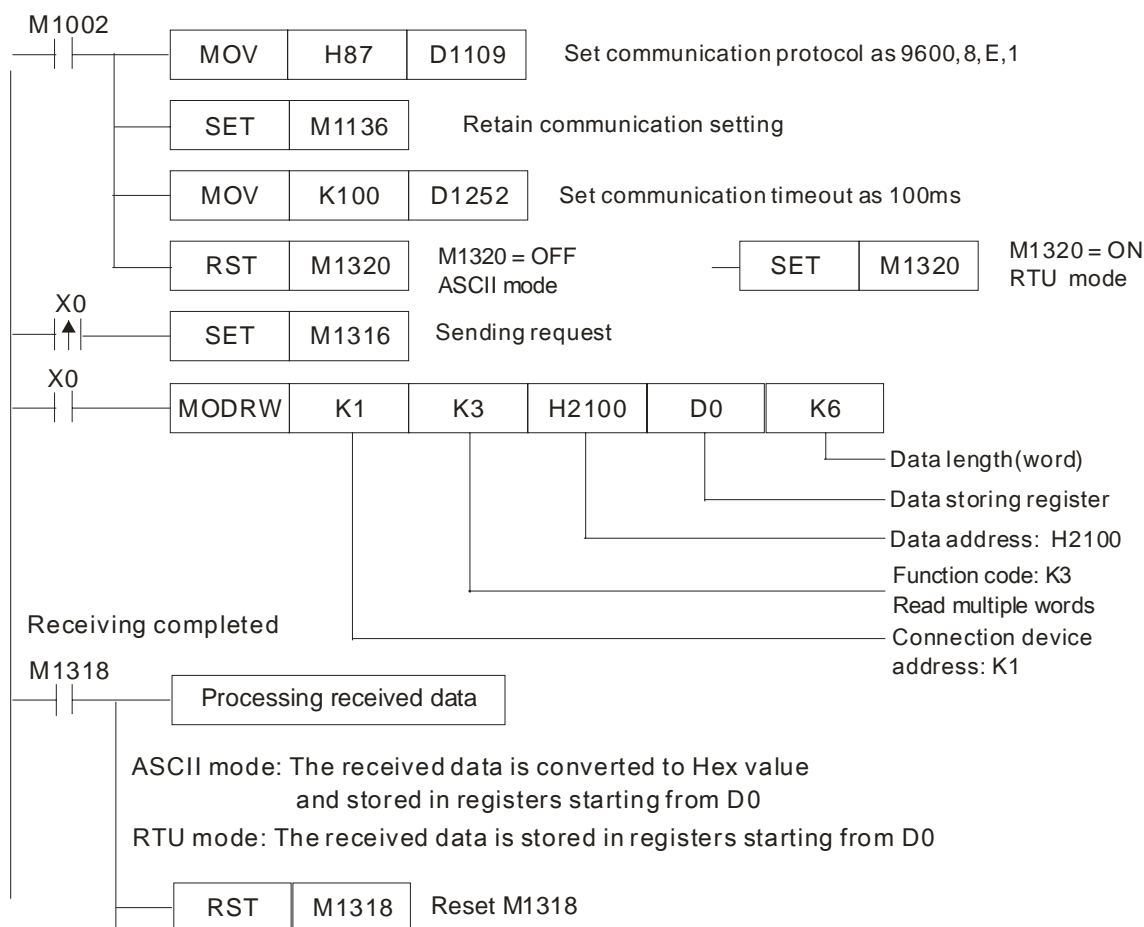 M1002
MOV H87 D1109 Set communication protocol as 9600,8,E,1
SET M1136 Retain communication setting
MOV K100 D1252 Set communication timeout as 100ms
RST M1320 M1320 = OFF
ASCII mode
SET M1320 M1320 = ON
RTU mode
X0
SET M1316 Sending request
X0
MODRW K1 K3 H2100 D0 K6
Data length(word)
Data storing register
Data address: H2100
Function code: K3
Read multiple words
Connection device
address: K1
Receiving completed
M1318
Processing received data
ASCII mode: The received data is converted to Hex value
and stored in registers starting from D0
RTU mode: The received data is stored in registers starting from D0
RST M1318 Reset M1318